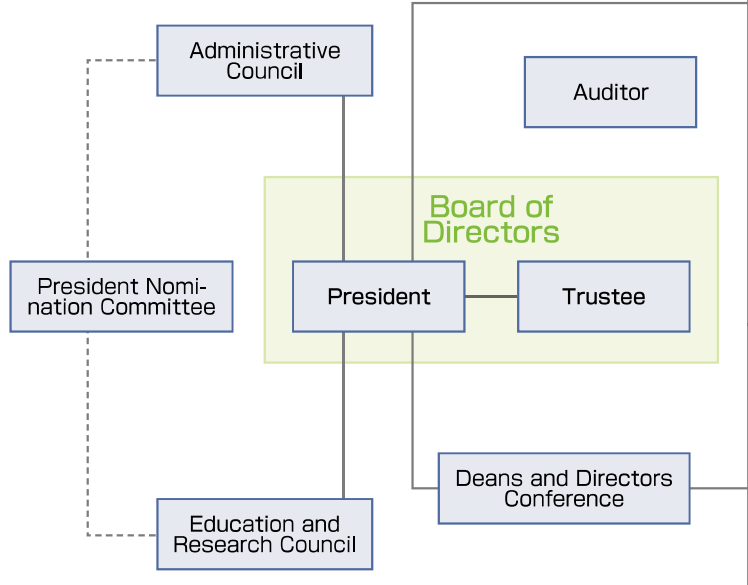 Administrative
Council
Auditor
Board of
Directors
President Nomi-
nation Committee
President
Trustee
Deans and Directors
Conference
Education and
Research Council